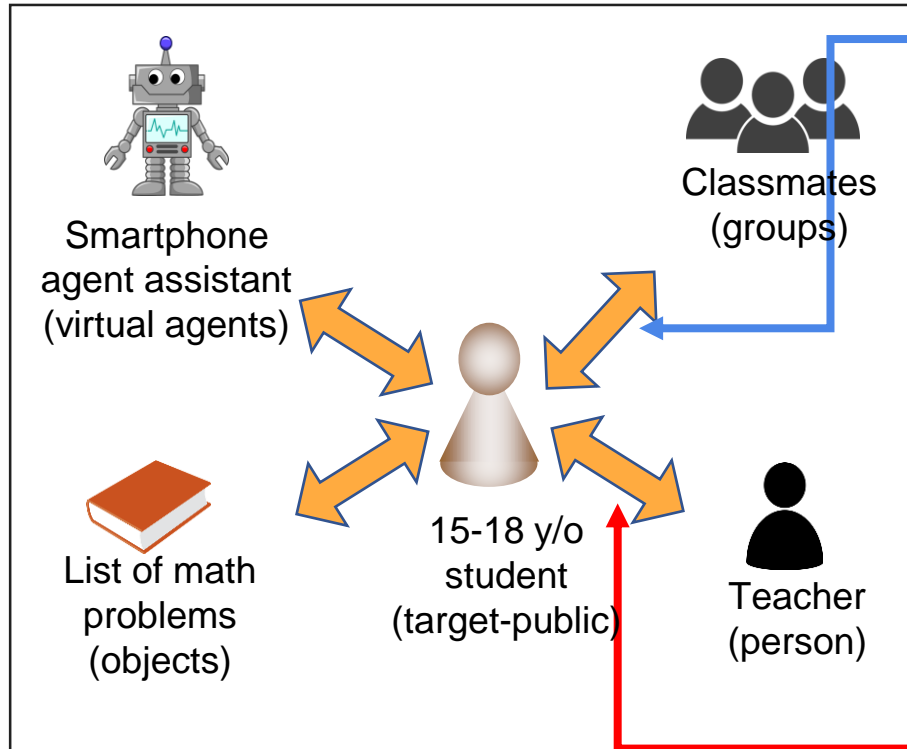 Smartphone
agent assistant
(virtual agents)
Classmates
(groups)
List of math
problems
(objects)
15-18 y/o
student
(target-public)
Teacher
(person)